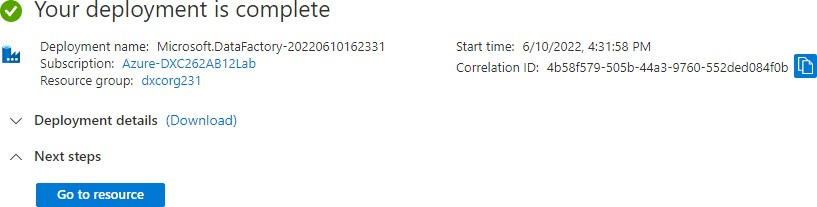 Your deployment is complete
Deployment name: Microsoft.DataFactory-20220610162331
Subscription: Azure-DXC262AB12Lab
Resource group: dxcorg231
Start time: 6/10/2022, 4:31:58 PM
Correlation ID: 4b58f579-505b-44a3-9760-552ded084f0b
Deployment details (Download)
Next steps
Go to resource